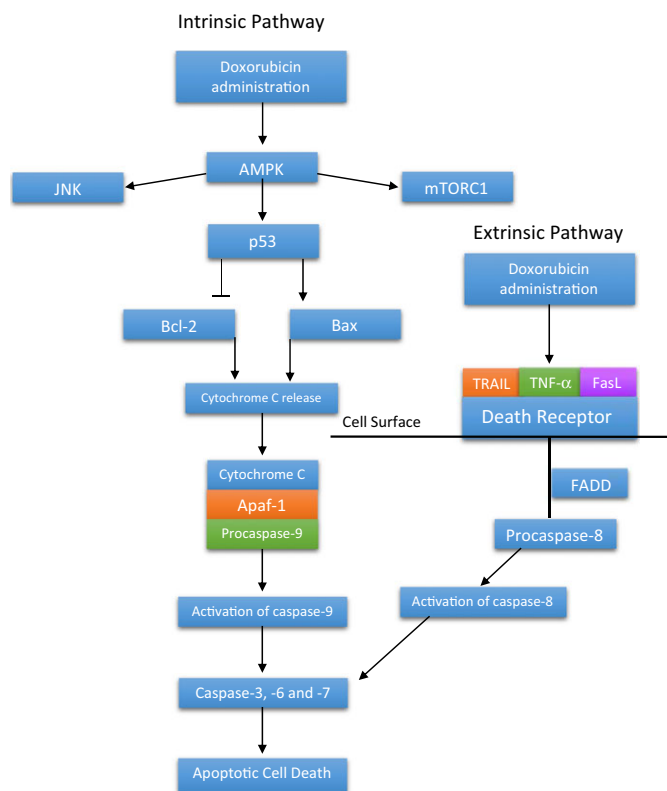 Intrinsic Pathway
Doxorubicin
administration
AMPK
JNK
mTORC1
p53
Extrinsic Pathway
Doxorubicin
administration
Bcl-2
Bax
TRAIL
TNF-α
FasL
Cytochrome C release
Death Receptor
Cell Surface
Cytochrome C
Apaf-1
Procaspase-9
FADD
Procaspase-8
Activation of caspase-9
Activation of caspase-8
Caspase-3, -6 and -7
Apoptotic Cell Death